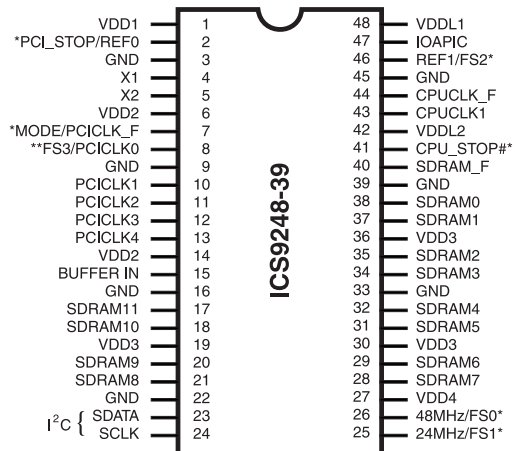 VDD1 1 48 VDDL1
*PCI_STOP/REF0 2 47 IOAPIC
GND 3 46 REF1/FS2*
X1 4 45 GND
X2 5 44 CPUCLK_F
VDD2 6 43 CPUCLK1
*MODE/PCICLK_F 7 42 VDDL2
**FS3/PCICLK0 8 41 CPU_STOP#*
GND 9 40 SDRAM_F
PCICLK1 10 39 GND
PCICLK2 11 38 SDRAM0
PCICLK3 12 37 SDRAM1
PCICLK4 13 36 VDD3
VDD2 14 35 SDRAM2
BUFFER IN 15 34 SDRAM3
GND 16 33 GND
SDRAM11 17 32 SDRAM4
SDRAM10 18 31 SDRAM5
VDD3 19 30 VDD3
SDRAM9 20 29 SDRAM6
SDRAM8 21 28 SDRAM7
GND 22 27 VDD4
I²C { SDATA 23 26 48MHz/FS0*
SCLK 24 25 24MHz/FS1*
ICS9248-39